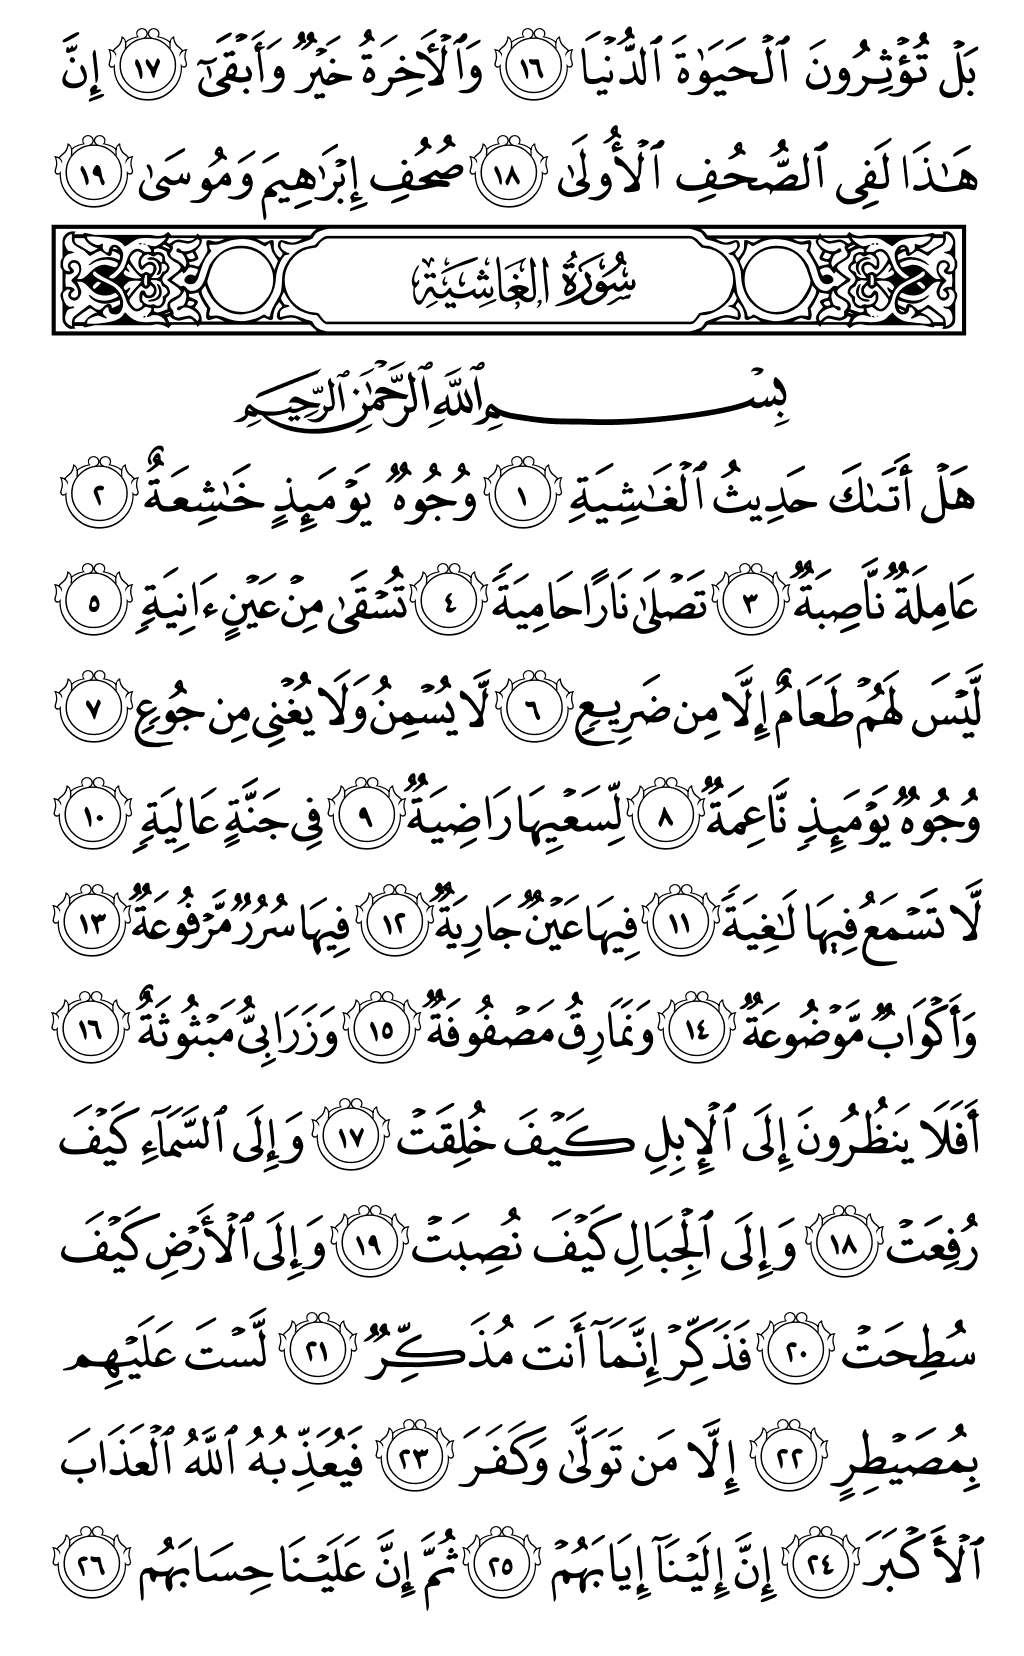 بَلْ تُؤْثِرُونَ ٱلْحَيَوٰةَ ٱلدُّنْيَا ١٦ وَٱلْأَخِرَةُ خَيْرٌ وَأَبْقَىٰٓ ١٧ إِنَّ
هَـٰذَا لَفِى ٱلصُّحُفِ ٱلْأُولَىٰ ١٨ صُحُفِ إِبْرَٰهِيمَ وَمُوسَىٰ ١٩
سُورَةُ الغَاشِيَةِ
بِسْمِ ٱللَّهِ ٱلرَّحْمَـٰنِ ٱلرَّحِيمِ
هَلْ أَتَىٰكَ حَدِيثُ ٱلْغَـٰشِيَةِ ١ وُجُوهٌ يَوْمَئِذٍ خَـٰشِعَةٌ ٢
عَامِلَةٌ نَّاصِبَةٌ ٣ تَصْلَىٰ نَارًا حَامِيَةً ٤ تُسْقَىٰ مِنْ عَيْنٍ ءَانِيَةٍ ٥
لَّيْسَ لَهُمْ طَعَامٌ إِلَّا مِن ضَرِيعٍ ٦ لَّا يُسْمِنُ وَلَا يُغْنِى مِن جُوعٍ ٧
وُجُوهٌ يَوْمَئِذٍ نَّاعِمَةٌ ٨ لِّسَعْيِهَا رَاضِيَةٌ ٩ فِى جَنَّةٍ عَالِيَةٍ ١٠
لَّا تَسْمَعُ فِيهَا لَـٰغِيَةً ١١ فِيهَا عَيْنٌ جَارِيَةٌ ١٢ فِيهَا سُرُرٌ مَّرْفُوعَةٌ ١٣
وَأَكْوَابٌ مَّوْضُوعَةٌ ١٤ وَنَمَارِقُ مَصْفُوفَةٌ ١٥ وَزَرَابِىُّ مَبْثُوثَةٌ ١٦
أَفَلَا يَنظُرُونَ إِلَى ٱلْإِبِلِ كَيْفَ خُلِقَتْ ١٧ وَإِلَى ٱلسَّمَآءِ كَيْفَ
رُفِعَتْ ١٨ وَإِلَى ٱلْجِبَالِ كَيْفَ نُصِبَتْ ١٩ وَإِلَى ٱلْأَرْضِ كَيْفَ
سُطِحَتْ ٢٠ فَذَكِّرْ إِنَّمَآ أَنتَ مُذَكِّرٌ ٢١ لَّسْتَ عَلَيْهِم
بِمُصَيْطِرٍ ٢٢ إِلَّا مَن تَوَلَّىٰ وَكَفَرَ ٢٣ فَيُعَذِّبُهُ ٱللَّهُ ٱلْعَذَابَ
ٱلْأَكْبَرَ ٢٤ إِنَّ إِلَيْنَآ إِيَابَهُمْ ٢٥ ثُمَّ إِنَّ عَلَيْنَا حِسَابَهُم ٢٦